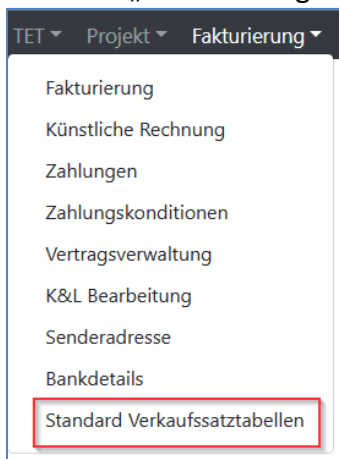 TET Projekt Fakturierung
Fakturierung
Künstliche Rechnung
Zahlungen
Zahlungskonditionen
Vertragsverwaltung
K&L Bearbeitung
Senderadresse
Bankdetails
Standard Verkaufssatztabellen